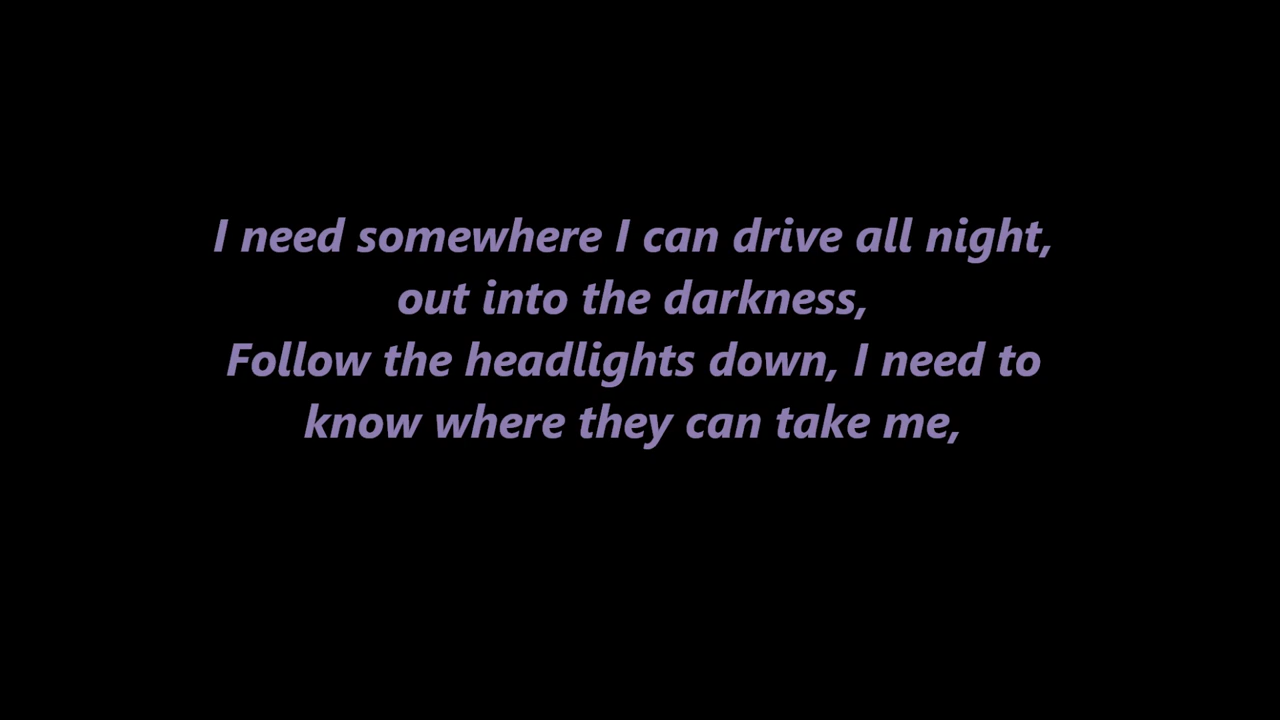 I need somewhere I can drive all night,
out into the darkness,
Follow the headlights down, I need to
know where they can take me,